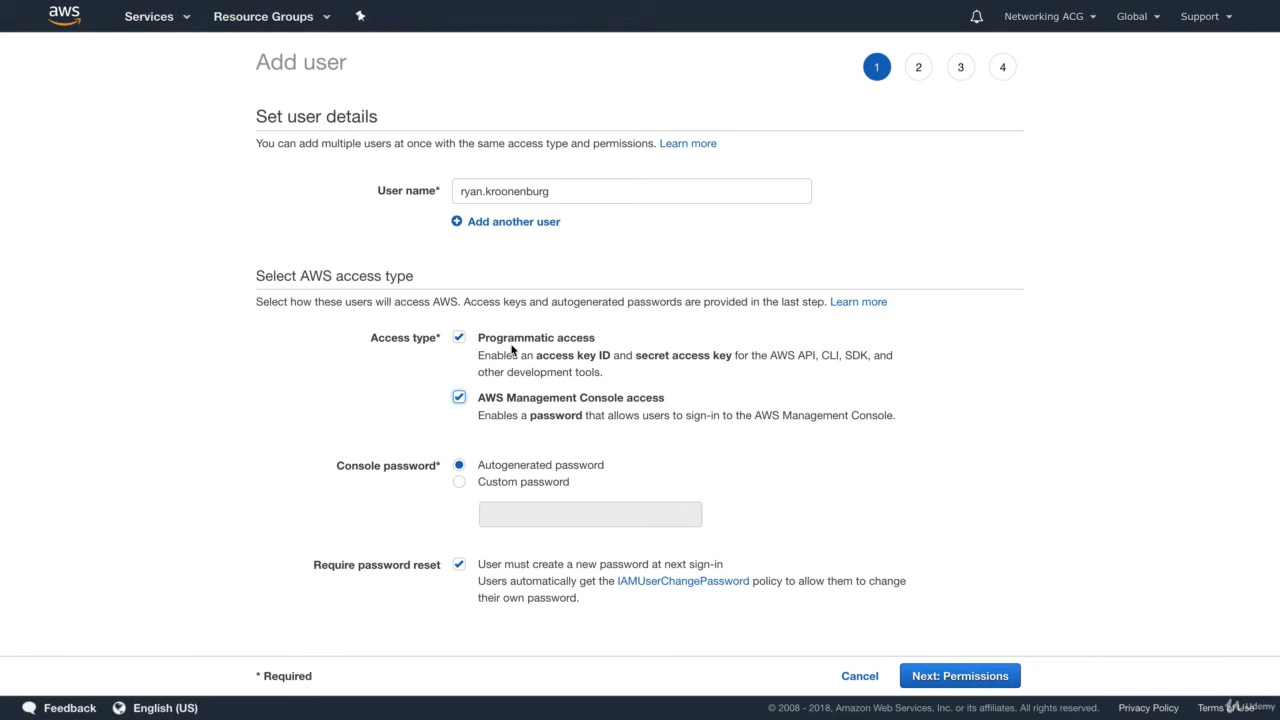 aws Services Resource Groups Networking ACG Global Support
Add user
1 2 3 4
Set user details
You can add multiple users at once with the same access type and permissions. Learn more
User name* ryan.kroonenburg
Add another user
Select AWS access type
Select how these users will access AWS. Access keys and autogenerated passwords are provided in the last step. Learn more
Access type* Programmatic access
Enables an access key ID and secret access key for the AWS API, CLI, SDK, and
other development tools.
AWS Management Console access
Enables a password that allows users to sign-in to the AWS Management Console.
Console password* Autogenerated password
Custom password
Require password reset User must create a new password at next sign-in
Users automatically get the IAMUserChangePassword policy to allow them to change
their own password.
* Required Cancel Next: Permissions
Feedback English (US) © 2008 - 2018, Amazon Web Services, Inc. or its affiliates. All rights reserved. Privacy Policy Terms of Use
Udemy